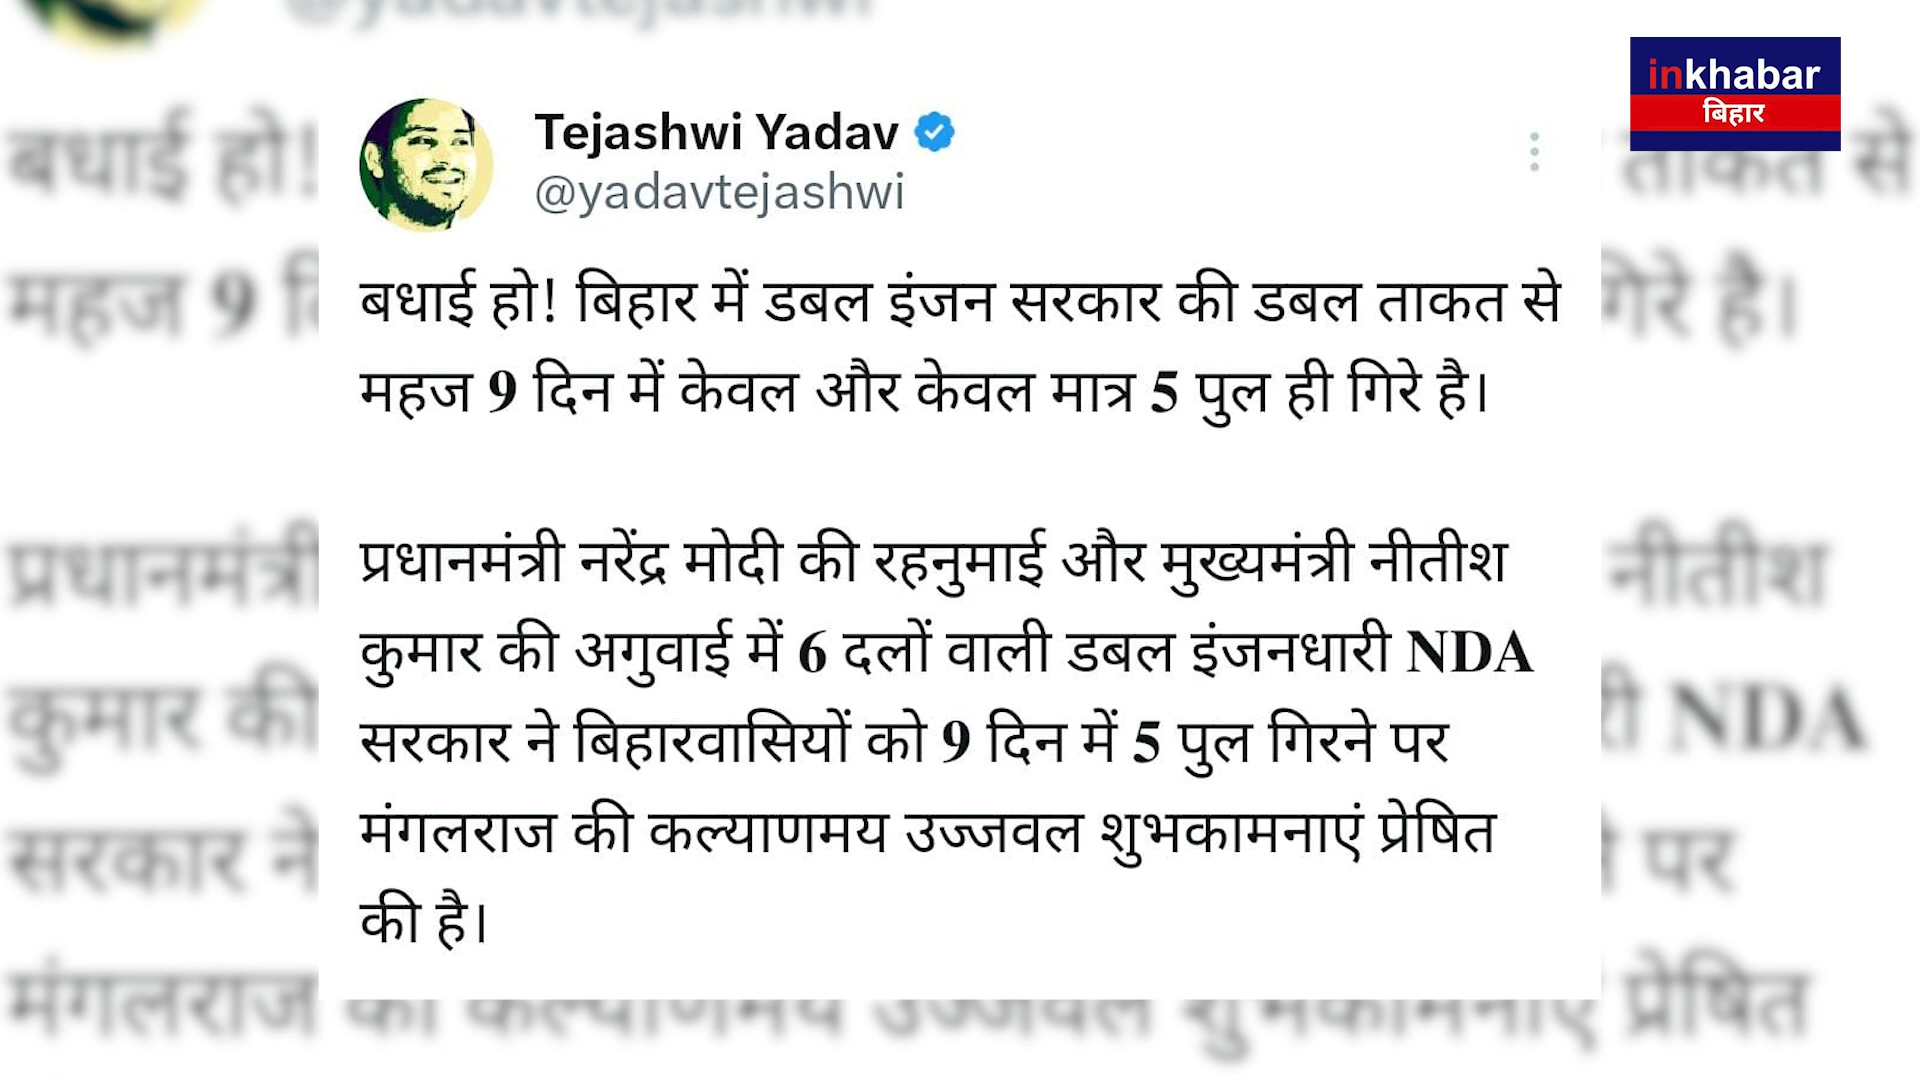 inkhabar
बिहार
Tejashwi Yadav
@yadavtejashwi
बधाई हो! बिहार में डबल इंजन सरकार की डबल ताकत से
महज 9 दिन में केवल और केवल मात्र 5 पुल ही गिरे है।
प्रधानमंत्री नरेंद्र मोदी की रहनुमाई और मुख्यमंत्री नीतीश
कुमार की अगुवाई में 6 दलों वाली डबल इंजनधारी NDA
सरकार ने बिहारवासियों को 9 दिन में 5 पुल गिरने पर
मंगलराज की कल्याणमय उज्जवल शुभकामनाएं प्रेषित
की है।